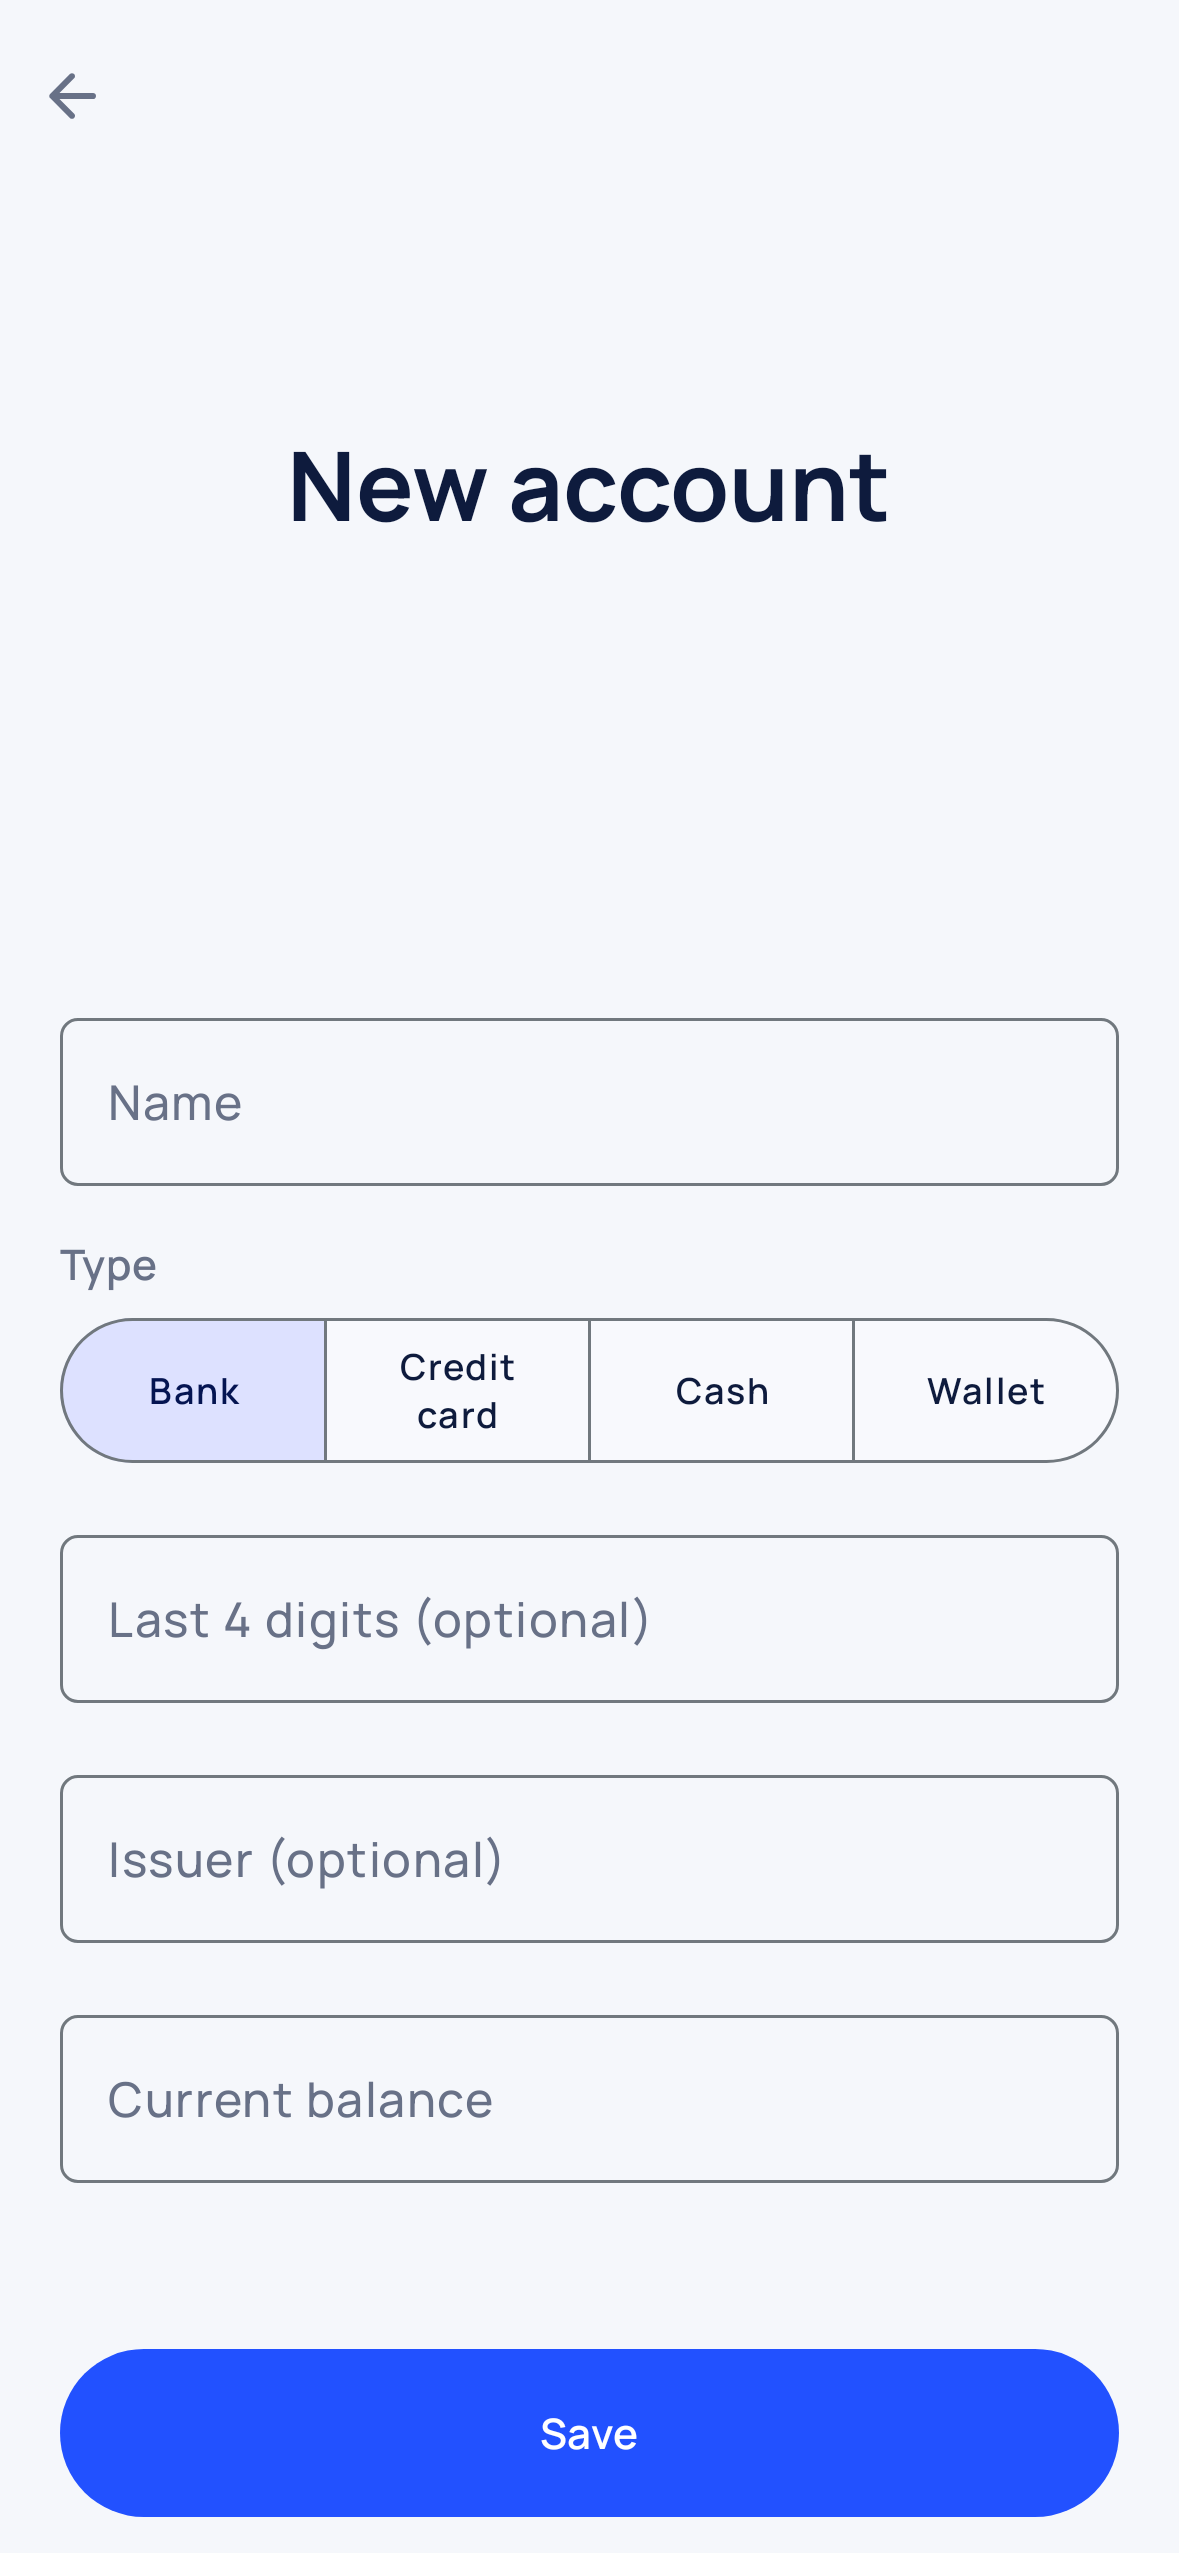 New account
Name
Type
Bank
Credit
card
Cash
Wallet
Last 4 digits (optional)
Issuer (optional)
Current balance
Save